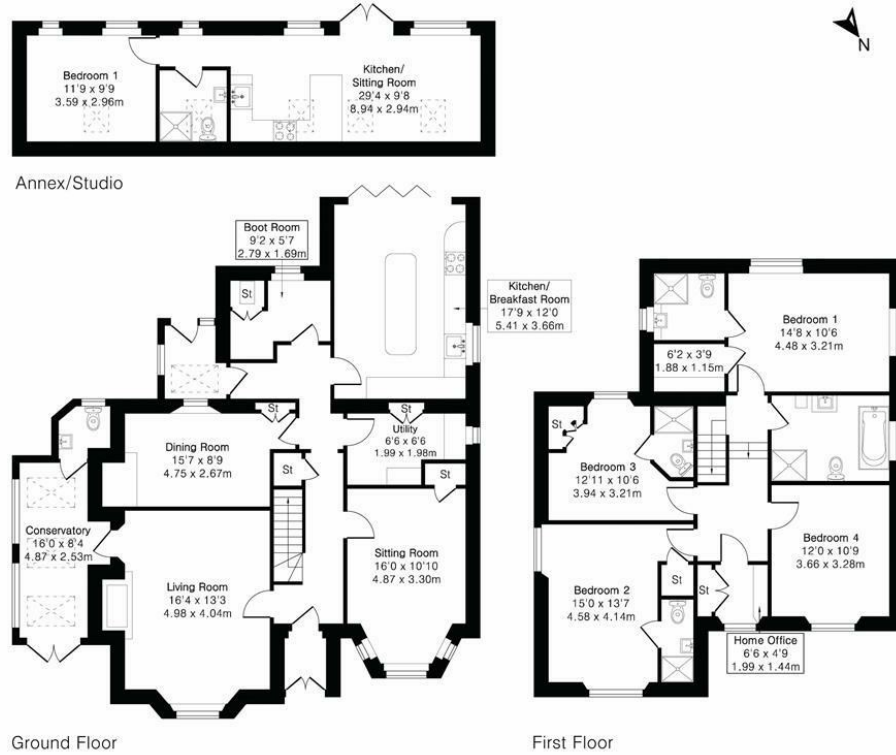 N
Bedroom 1
11'9 x 9'9
3.59 x 2.96m
Kitchen/
Sitting Room
29'4 x 9'8
8.94 x 2.94m
Annex/Studio
Boot Room
9'2 x 5'7
2.79 x 1.69m
St
Kitchen/
Breakfast Room
17'9 x 12'0
5.41 x 3.66m
St
St
Utility
6'6 x 6'6
1.99 x 1.98m
Dining Room
15'7 x 8'9
4.75 x 2.67m
St
St
Conservatory
16'0 x 8'4
4.87 x 2.53m
Living Room
16'4 x 13'3
4.98 x 4.04m
Sitting Room
16'0 x 10'10
4.87 x 3.30m
Ground Floor
Bedroom 1
14'8 x 10'6
4.48 x 3.21m
6'2 x 3'9
1.88 x 1.15m
St
Bedroom 3
12'11 x 10'6
3.94 x 3.21m
Bedroom 4
12'0 x 10'9
3.66 x 3.28m
Bedroom 2
15'0 x 13'7
4.58 x 4.14m
St
St
Home Office
6'6 x 4'9
1.99 x 1.44m
First Floor